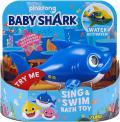 pinkfong
BABY SHARK
WATER
ACTIVATED
TRY ME
SING &
SWIM
BATH TOY